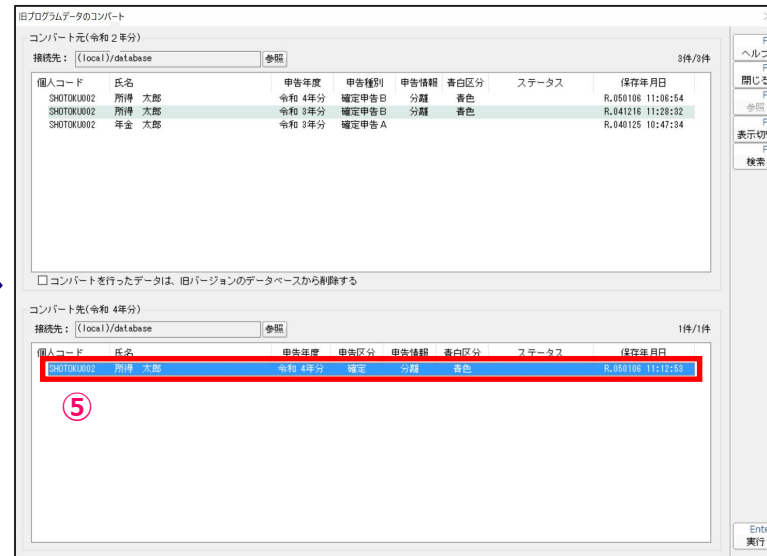 旧プログラムデータのコンバート
コンバート元(令和２年分)
接続先： (local)/database 参照 3件/3件
個人コード 氏名 申告年度 申告種別 申告情報 青白区分 ステータス 保存年月日
SHOTOKU002 所得 太郎 令和 4年分 確定申告B 分離 青色 R.050106 11:06:54
SHOTOKU002 所得 太郎 令和 3年分 確定申告B 分離 青色 R.041216 11:28:32
SHOTOKU002 年金 太郎 令和 3年分 確定申告A R.040125 10:47:34
コンバートを行ったデータは、旧バージョンのデータベースから削除する
コンバート先(令和 4年分)
接続先： (local)/database 参照 1件/1件
個人コード 氏名 申告年度 申告区分 申告情報 青白区分 ステータス 保存年月日
SHOTOKU002 所得 太郎 令和 4年分 確定 分離 青色 R.050106 11:12:53
⑤
F
ヘルプ
F
閉じる
F
参照
F
表示切替
F
検索
Enter
実行